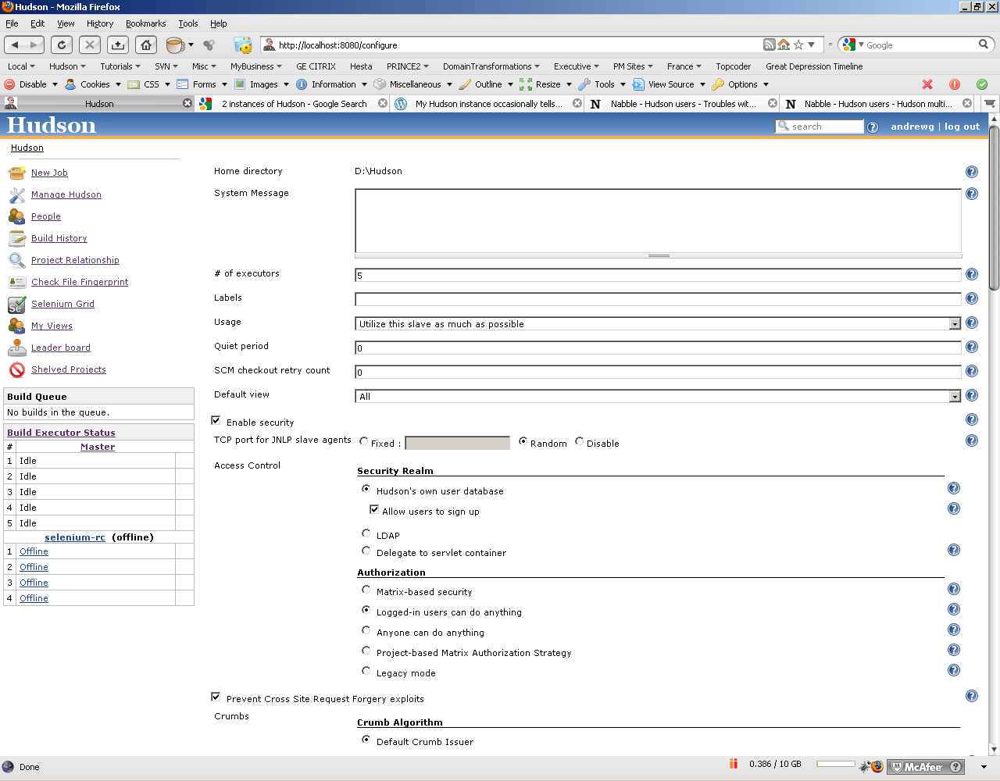 Hudson - Mozilla Firefox
File Edit View History Bookmarks Tools Help
http://localhost:8080/configure
Google
Local Hudson Tutorials SVN Misc MyBusiness GE CITRIX Hesta PRINCE2 DomainTransformations Executive PM Sites France Topcoder Great Depression Timeline
Disable Cookies CSS Forms Images Information Miscellaneous Outline Resize Tools View Source Options
Hudson
2 instances of Hudson - Google Search
My Hudson instance occasionally tells...
Nabble - Hudson users - Troubles wit...
Nabble - Hudson users - Hudson multi...
Hudson
search
andrewg | log out
Hudson
New Job
Manage Hudson
People
Build History
Project Relationship
Check File Fingerprint
Selenium Grid
My Views
Leader board
Shelved Projects
Build Queue
No builds in the queue.
Build Executor Status
# Master
1 Idle
2 Idle
3 Idle
4 Idle
5 Idle
selenium-rc (offline)
1 Offline
2 Offline
3 Offline
4 Offline
Home directory D:\Hudson
System Message
# of executors 5
Labels
Usage Utilize this slave as much as possible
Quiet period 0
SCM checkout retry count 0
Default view All
Enable security
TCP port for JNLP slave agents Fixed : Random Disable
Access Control
Security Realm
Hudson's own user database
Allow users to sign up
LDAP
Delegate to servlet container
Authorization
Matrix-based security
Logged-in users can do anything
Anyone can do anything
Project-based Matrix Authorization Strategy
Legacy mode
Prevent Cross Site Request Forgery exploits
Crumbs
Crumb Algorithm
Default Crumb Issuer
Done
0.386 / 10 GB
McAfee